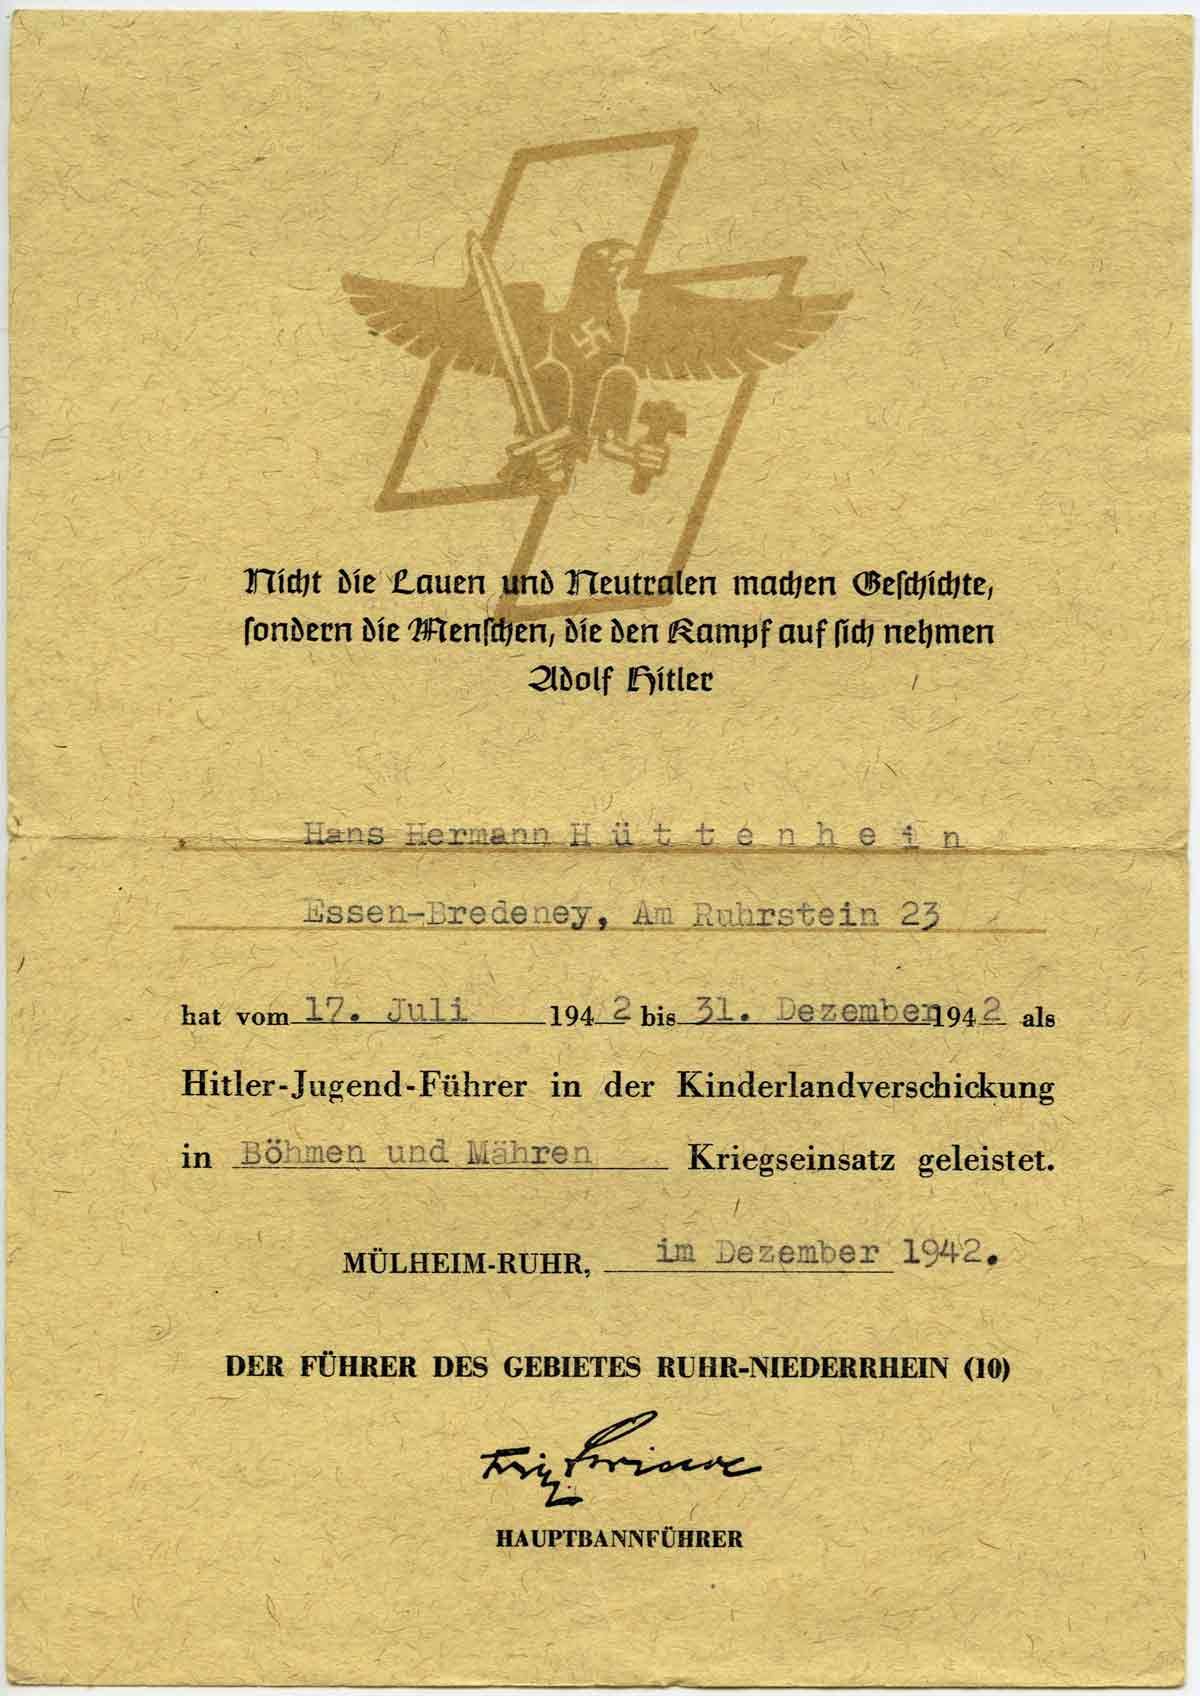 Nicht die Lauen und Neutralen machen Geschichte,
sondern die Menschen, die den Kampf auf sich nehmen
Adolf Hitler
Hans Hermann H ü t t e n h e i n
Essen-Bredeney, Am Ruhrstein 23
hat vom 17. Juli 1942 bis 31. Dezember 1942 als
Hitler-Jugend-Führer in der Kinderlandverschickung
in Böhmen und Mähren Kriegseinsatz geleistet.
MÜLHEIM-RUHR, im Dezember 1942.
DER FÜHRER DES GEBIETES RUHR-NIEDERRHEIN (10)
HAUPTBANNFÜHRER